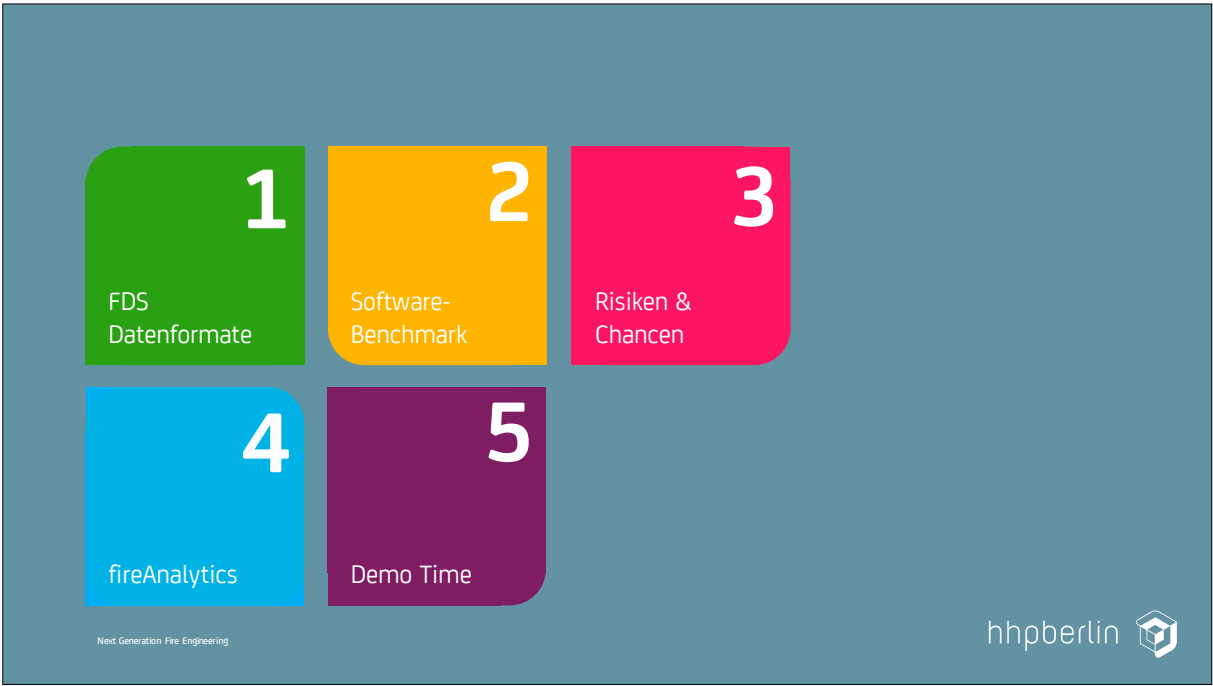 1
FDS
Datenformate
2
Software-
Benchmark
3
Risiken &
Chancen
4
fireAnalytics
5
Demo Time
Next Generation Fire Engineering
hhpberlin